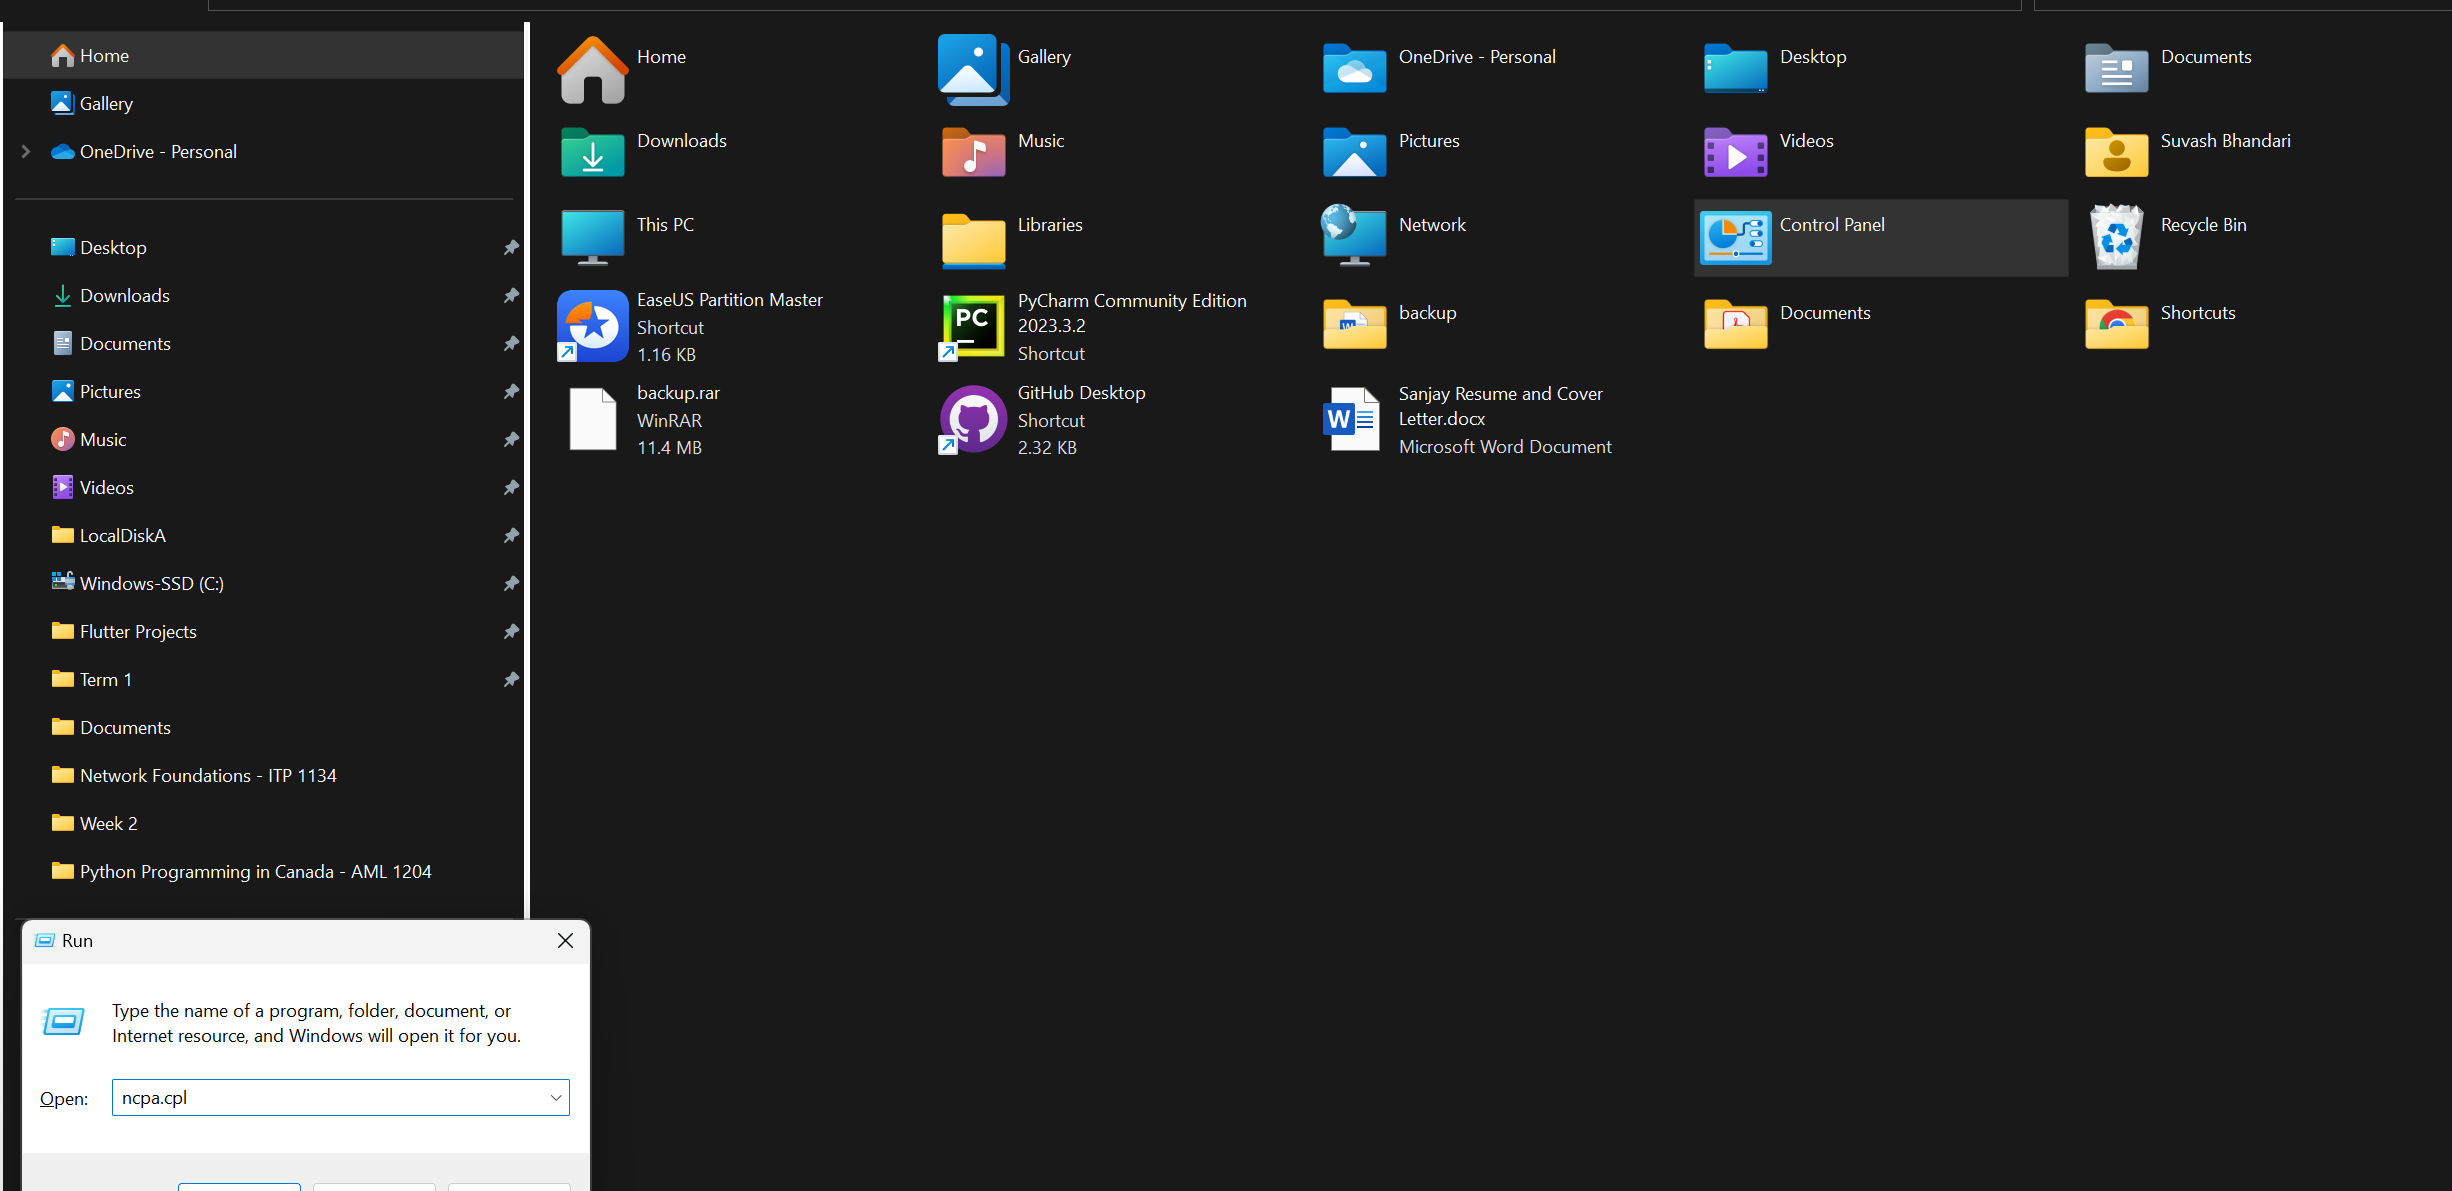 Home
Gallery
OneDrive - Personal
Desktop
Downloads
Documents
Pictures
Music
Videos
LocalDiskA
Windows-SSD (C:)
Flutter Projects
Term 1
Documents
Network Foundations - ITP 1134
Week 2
Python Programming in Canada - AML 1204
Home
Gallery
OneDrive - Personal
Desktop
Documents
Downloads
Music
Pictures
Videos
Suvash Bhandari
This PC
Libraries
Network
Control Panel
Recycle Bin
EaseUS Partition Master
Shortcut
1.16 KB
PC
PyCharm Community Edition
2023.3.2
Shortcut
backup
Documents
Shortcuts
backup.rar
WinRAR
11.4 MB
GitHub Desktop
Shortcut
2.32 KB
W
Sanjay Resume and Cover
Letter.docx
Microsoft Word Document
Run
Type the name of a program, folder, document, or
Internet resource, and Windows will open it for you.
Open:
ncpa.cpl